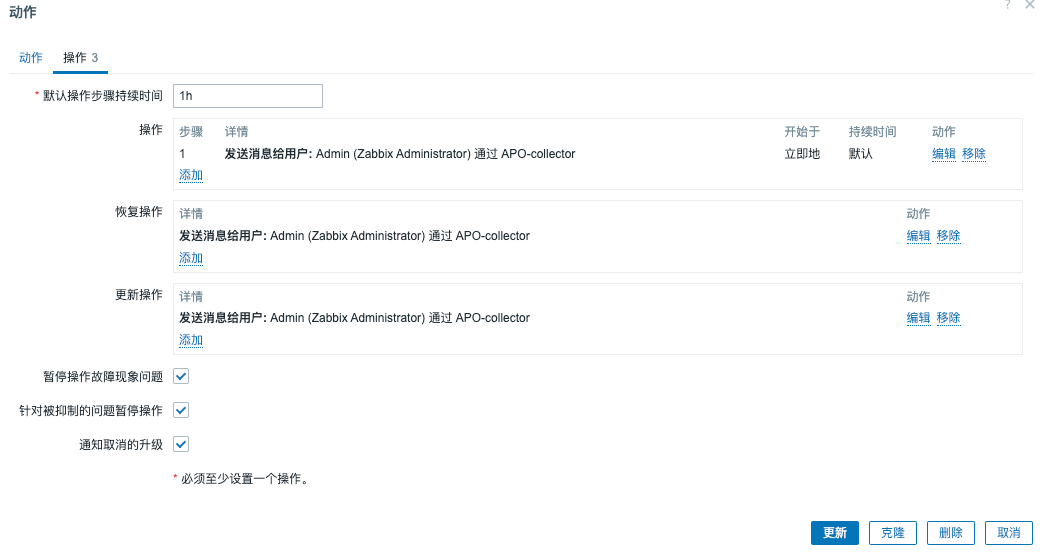 动作
? ×
动作 操作 3
* 默认操作步骤持续时间 1h
操作 步骤 详情 开始于 持续时间 动作
1 发送消息给用户: Admin (Zabbix Administrator) 通过 APO-collector 立即地 默认 编辑 移除
添加
恢复操作 详情 动作
发送消息给用户: Admin (Zabbix Administrator) 通过 APO-collector 编辑 移除
添加
更新操作 详情 动作
发送消息给用户: Admin (Zabbix Administrator) 通过 APO-collector 编辑 移除
添加
暂停操作故障现象问题
针对被抑制的问题暂停操作
通知取消的升级
* 必须至少设置一个操作。
更新 克隆 删除 取消